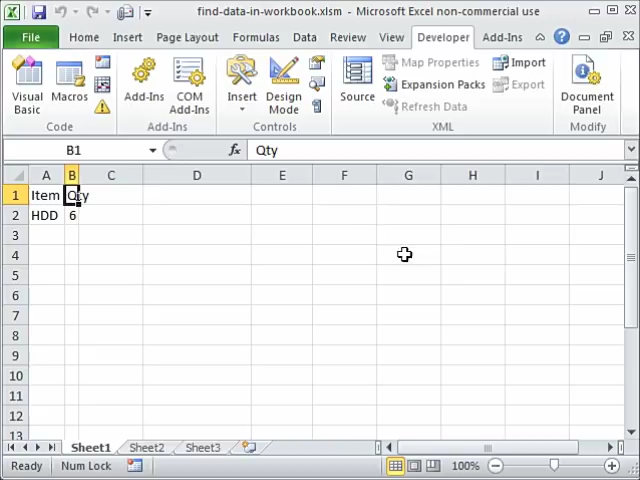 find-data-in-workbook.xlsm - Microsoft Excel non-commercial use
File Home Insert Page Layout Formulas Data Review View Developer Add-Ins
Visual Basic
Macros
Code
Add-Ins
COM Add-Ins
Add-Ins
Insert
Design Mode
Controls
Source
Map Properties
Expansion Packs
Refresh Data
Import
Export
XML
Document Panel
Modify
B1 fx Qty
A B C D E F G H I J
1 Item Qty
2 HDD 6
3
4
5
6
7
8
9
10
11
12
13
Sheet1 Sheet2 Sheet3
Ready Num Lock 100%